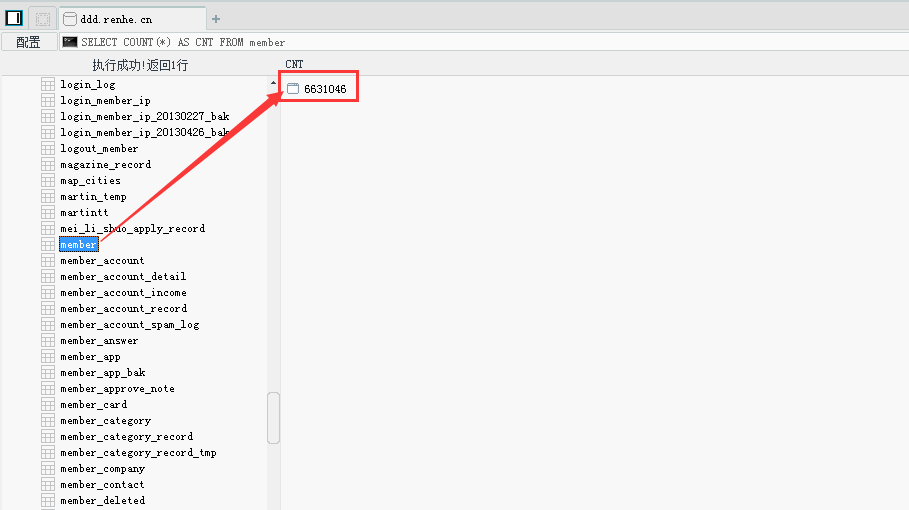 ddd.renhe.cn +
配置 SELECT COUNT(*) AS CNT FROM member
执行成功!返回1行 CNT
login_log 6631046
login_member_ip
login_member_ip_20130227_bak
login_member_ip_20130426_bak
logout_member
magazine_record
map_cities
martin_temp
martintt
mei_li_shuo_apply_record
member
member_account
member_account_detail
member_account_income
member_account_record
member_account_spam_log
member_answer
member_app
member_app_bak
member_approve_note
member_card
member_category
member_category_record
member_category_record_tmp
member_company
member_contact
member_deleted